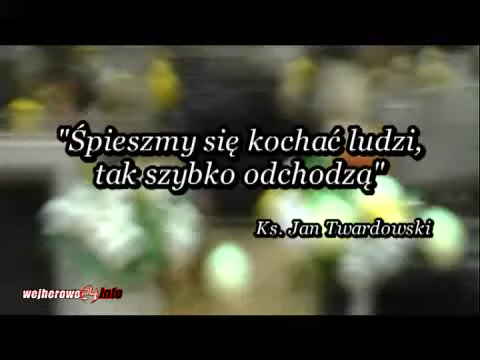 "Śpieszmy się kochać ludzi,
tak szybko odchodzą"
Ks. Jan Twardowski
wejherowo24.info